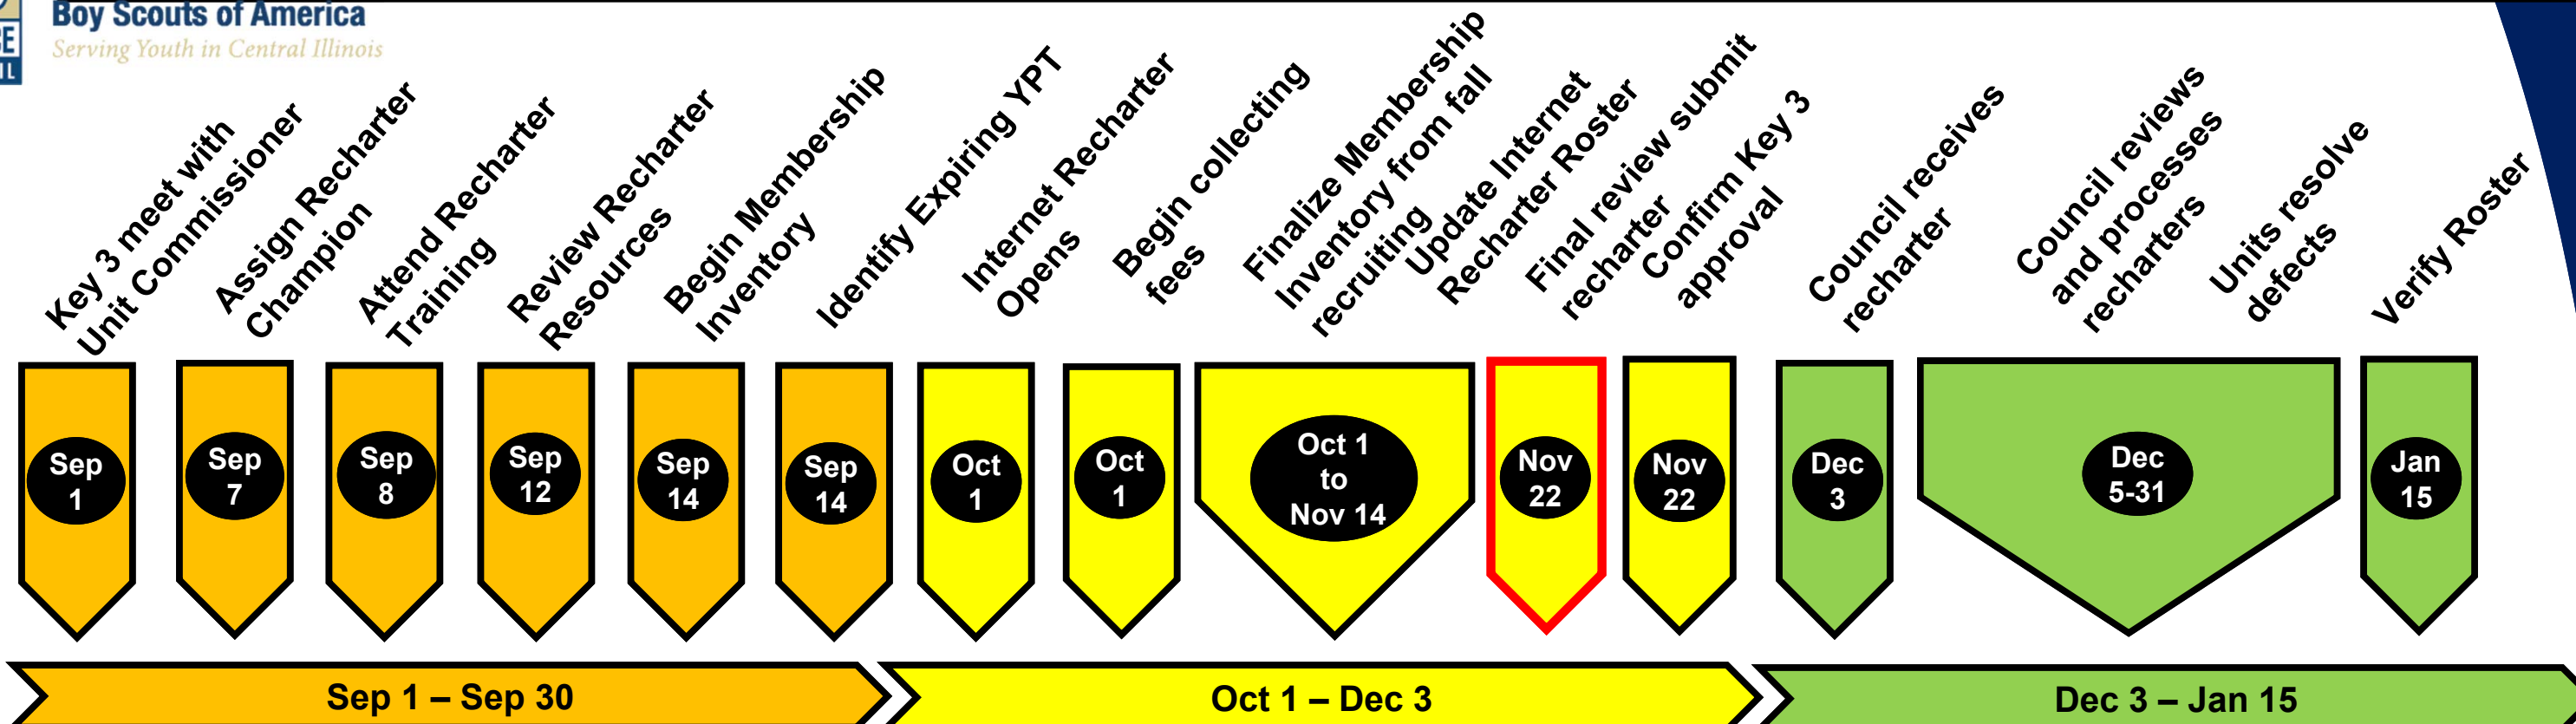 Boy Scouts of America
Serving Youth in Central Illinois
Key 3 meet with
Unit Commissioner
Assign Recharter
Champion
Attend Recharter
Training
Review Recharter
Resources
Begin Membership
Inventory
Identify Expiring YPT
Internet Recharter
Opens
Begin collecting
fees
Finalize Membership
Inventory from fall
recruiting
Update Internet
Recharter Roster
Final review submit
recharter
Confirm Key 3
approval
Council receives
recharter
Council reviews
and processes
recharters
Units resolve
defects
Verify Roster
Sep
1
Sep
7
Sep
8
Sep
12
Sep
14
Sep
14
Oct
1
Oct
1
Oct 1
to
Nov 14
Nov
22
Nov
22
Dec
3
Dec
5-31
Jan
15
Sep 1 – Sep 30
Oct 1 – Dec 3
Dec 3 – Jan 15